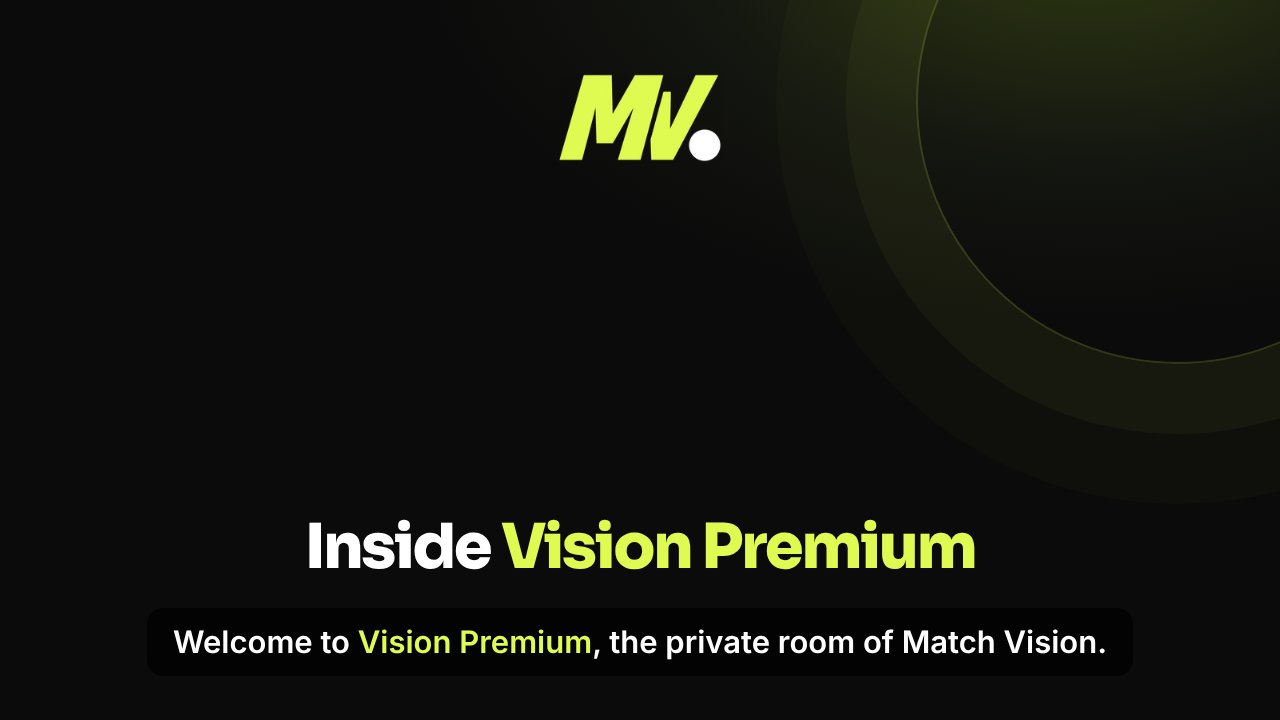 MV.
Inside Vision Premium
Welcome to Vision Premium, the private room of Match Vision.